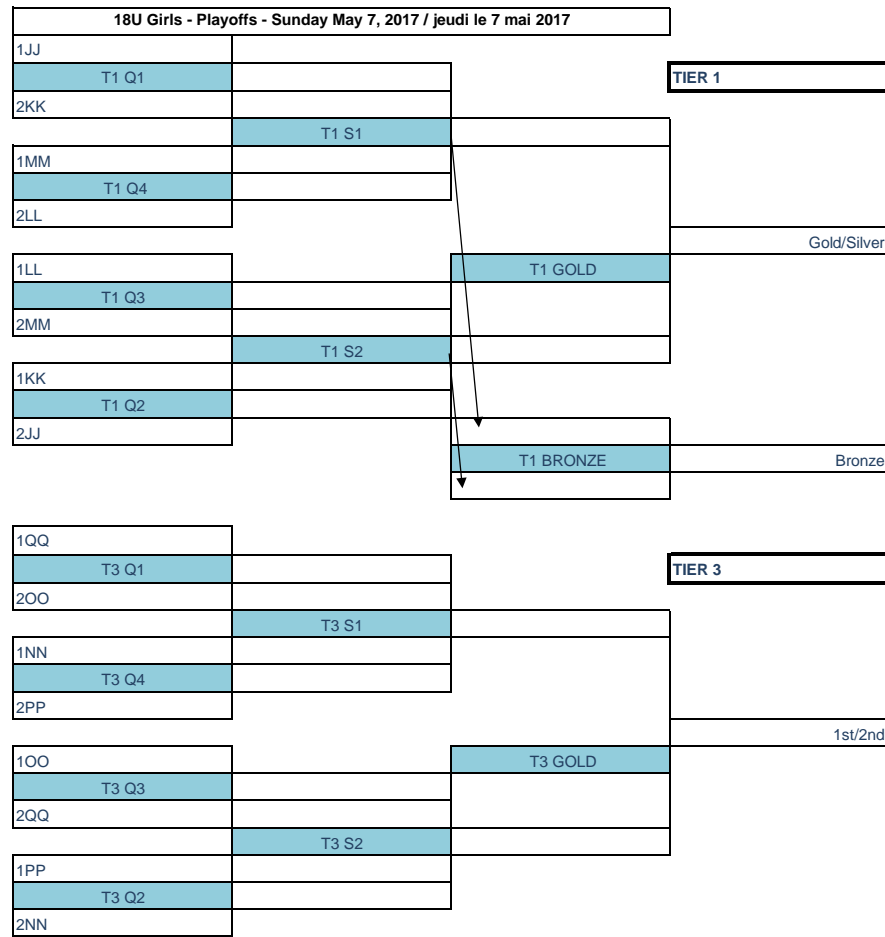 18U Girls - Playoffs - Sunday May 7, 2017 / jeudi le 7 mai 2017
1JJ
T1 Q1
TIER 1
2KK
T1 S1
1MM
T1 Q4
2LL
Gold/Silver
1LL
T1 GOLD
T1 Q3
2MM
T1 S2
1KK
T1 Q2
2JJ
T1 BRONZE
Bronze
1QQ
T3 Q1
TIER 3
2OO
T3 S1
1NN
T3 Q4
2PP
1st/2nd
1OO
T3 GOLD
T3 Q3
2QQ
T3 S2
1PP
T3 Q2
2NN